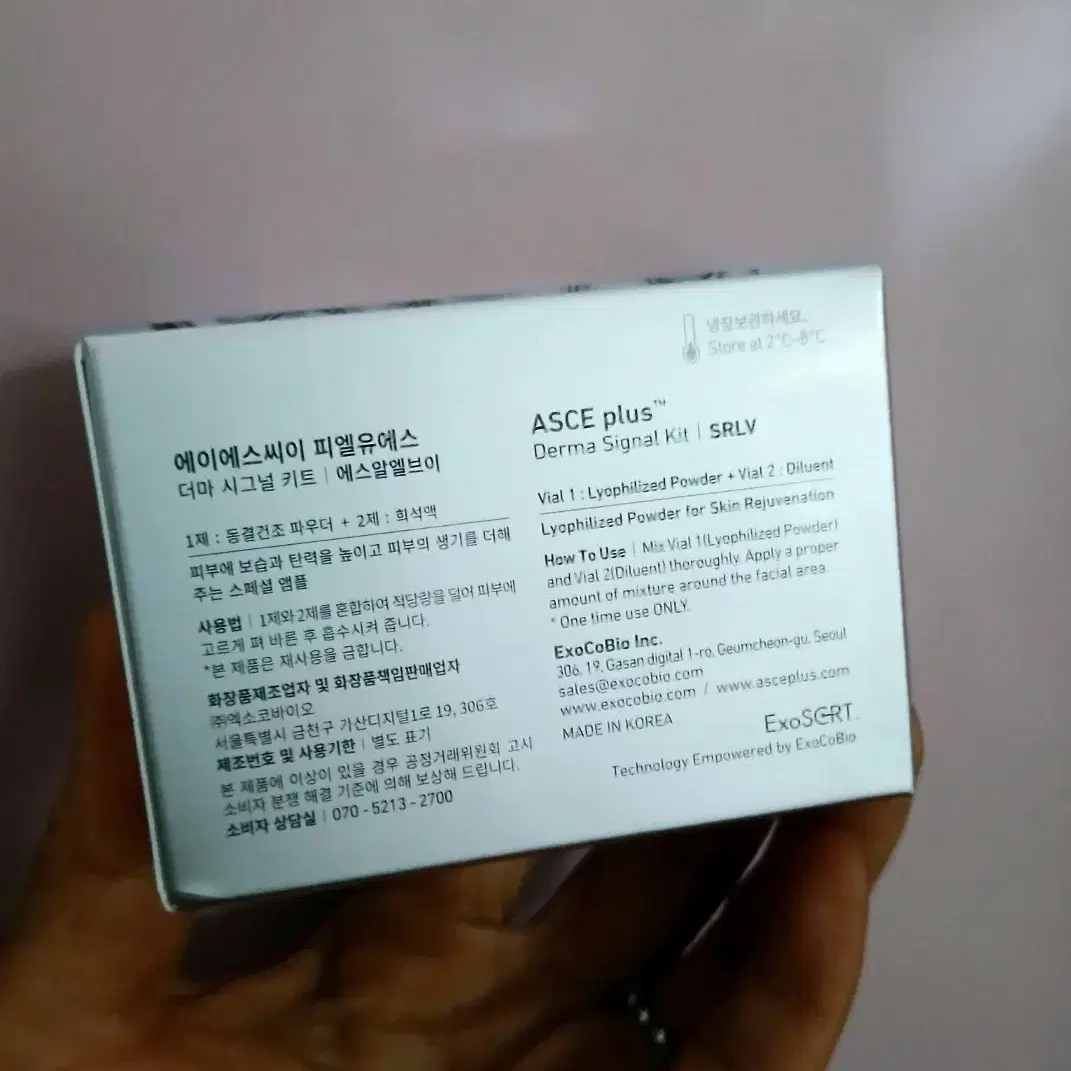 냉장보관하세요.
Store at 2°C~8°C
에이에스씨이 피엘유에스
더마 시그널 키트 | 에스알엘브이
1제 : 동결건조 파우더 + 2제 : 희석액
피부에 보습과 탄력을 높이고 피부의 생기를 더해
주는 스페셜 앰플
사용법 | 1제와 2제를 혼합하여 적당량을 덜어 피부에
고르게 펴 바른 후 흡수시켜 줍니다.
*본 제품은 재사용을 금합니다.
화장품제조업자 및 화장품책임판매업자
㈜엑소코바이오
서울특별시 금천구 가산디지털1로 19, 306호
제조번호 및 사용기한 | 별도 표기
본 제품에 이상이 있을 경우 공정거래위원회 고시
소비자 분쟁 해결 기준에 의해 보상해 드립니다.
소비자 상담실 | 070 - 5213 - 2700
ASCE plus™
Derma Signal Kit | SRLV
Vial 1 : Lyophilized Powder + Vial 2 : Diluent
Lyophilized Powder for Skin Rejuvenation
How To Use | Mix Vial 1(Lyophilized Powder)
and Vial 2(Diluent) thoroughly. Apply a proper
amount of mixture around the facial area.
* One time use ONLY.
ExoCoBio Inc.
306, 19, Gasan digital 1-ro, Geumcheon-gu, Seoul
sales@exocobio.com
www.exocobio.com / www.asceplus.com
MADE IN KOREA
ExoSCRT™
Technology Empowered by ExoCoBio